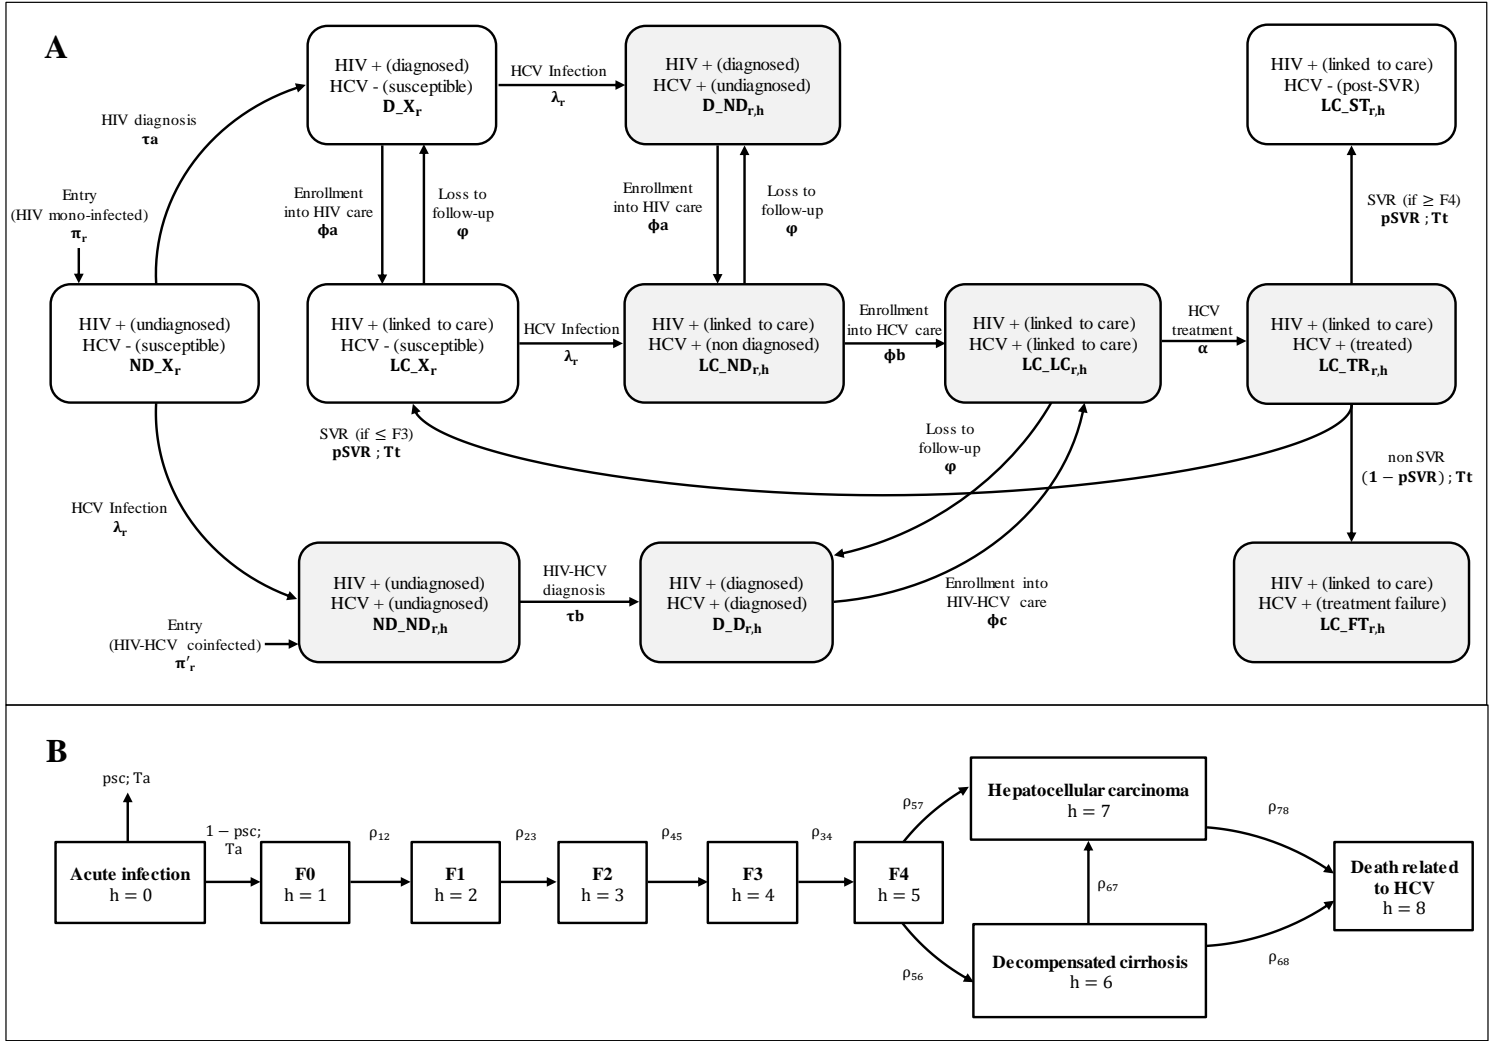 A
HIV + (diagnosed)
HCV - (susceptible)
D_Xr
HCV Infection
λr
HIV + (diagnosed)
HCV + (undiagnosed)
D_NDr,h
HIV + (linked to care)
HCV - (post-SVR)
LC_STr,h
HIV diagnosis
τa
Entry
(HIV mono-infected)
πr
Enrollment
into HIV care
ϕa
Loss to
follow-up
φ
Enrollment
into HIV care
ϕa
Loss to
follow-up
φ
SVR (if ≥ F4)
pSVR ; Tt
HIV + (undiagnosed)
HCV - (susceptible)
ND_Xr
HIV + (linked to care)
HCV - (susceptible)
LC_Xr
HCV Infection
λr
HIV + (linked to care)
HCV + (non diagnosed)
LC_NDr,h
Enrollment
into HCV care
ϕb
HIV + (linked to care)
HCV + (linked to care)
LC_LCr,h
HCV
treatment
α
HIV + (linked to care)
HCV + (treated)
LC_TRr,h
SVR (if ≤ F3)
pSVR ; Tt
Loss to
follow-up
φ
non SVR
(1 − pSVR) ; Tt
HCV Infection
λr
HIV + (undiagnosed)
HCV + (undiagnosed)
ND_NDr,h
HIV-HCV
diagnosis
τb
HIV + (diagnosed)
HCV + (diagnosed)
D_Dr,h
Enrollment into
HIV-HCV care
ϕc
HIV + (linked to care)
HCV + (treatment failure)
LC_FTr,h
Entry
(HIV-HCV coinfected)
π′r
B
psc; Ta
1 − psc;
Ta
ρ12
ρ23
ρ45
ρ34
ρ57
Hepatocellular carcinoma
h = 7
ρ78
Acute infection
h = 0
F0
h = 1
F1
h = 2
F2
h = 3
F3
h = 4
F4
h = 5
ρ67
Death related
to HCV
h = 8
ρ56
Decompensated cirrhosis
h = 6
ρ68